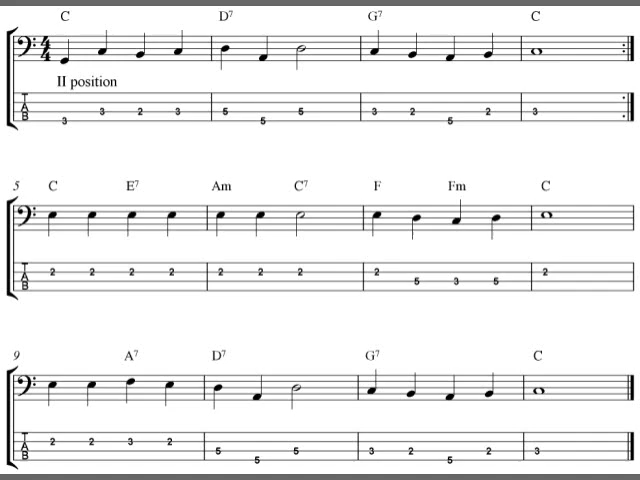 C D7 G7 C
4 4
II position
3 3 2 3 5 5 5 3 2 5 2 3
5 C E7 Am C7 F Fm C
2 2 2 2 2 2 2 2 5 3 5 2
9 A7 D7 G7 C
2 2 3 2 5 5 5 3 2 5 2 3